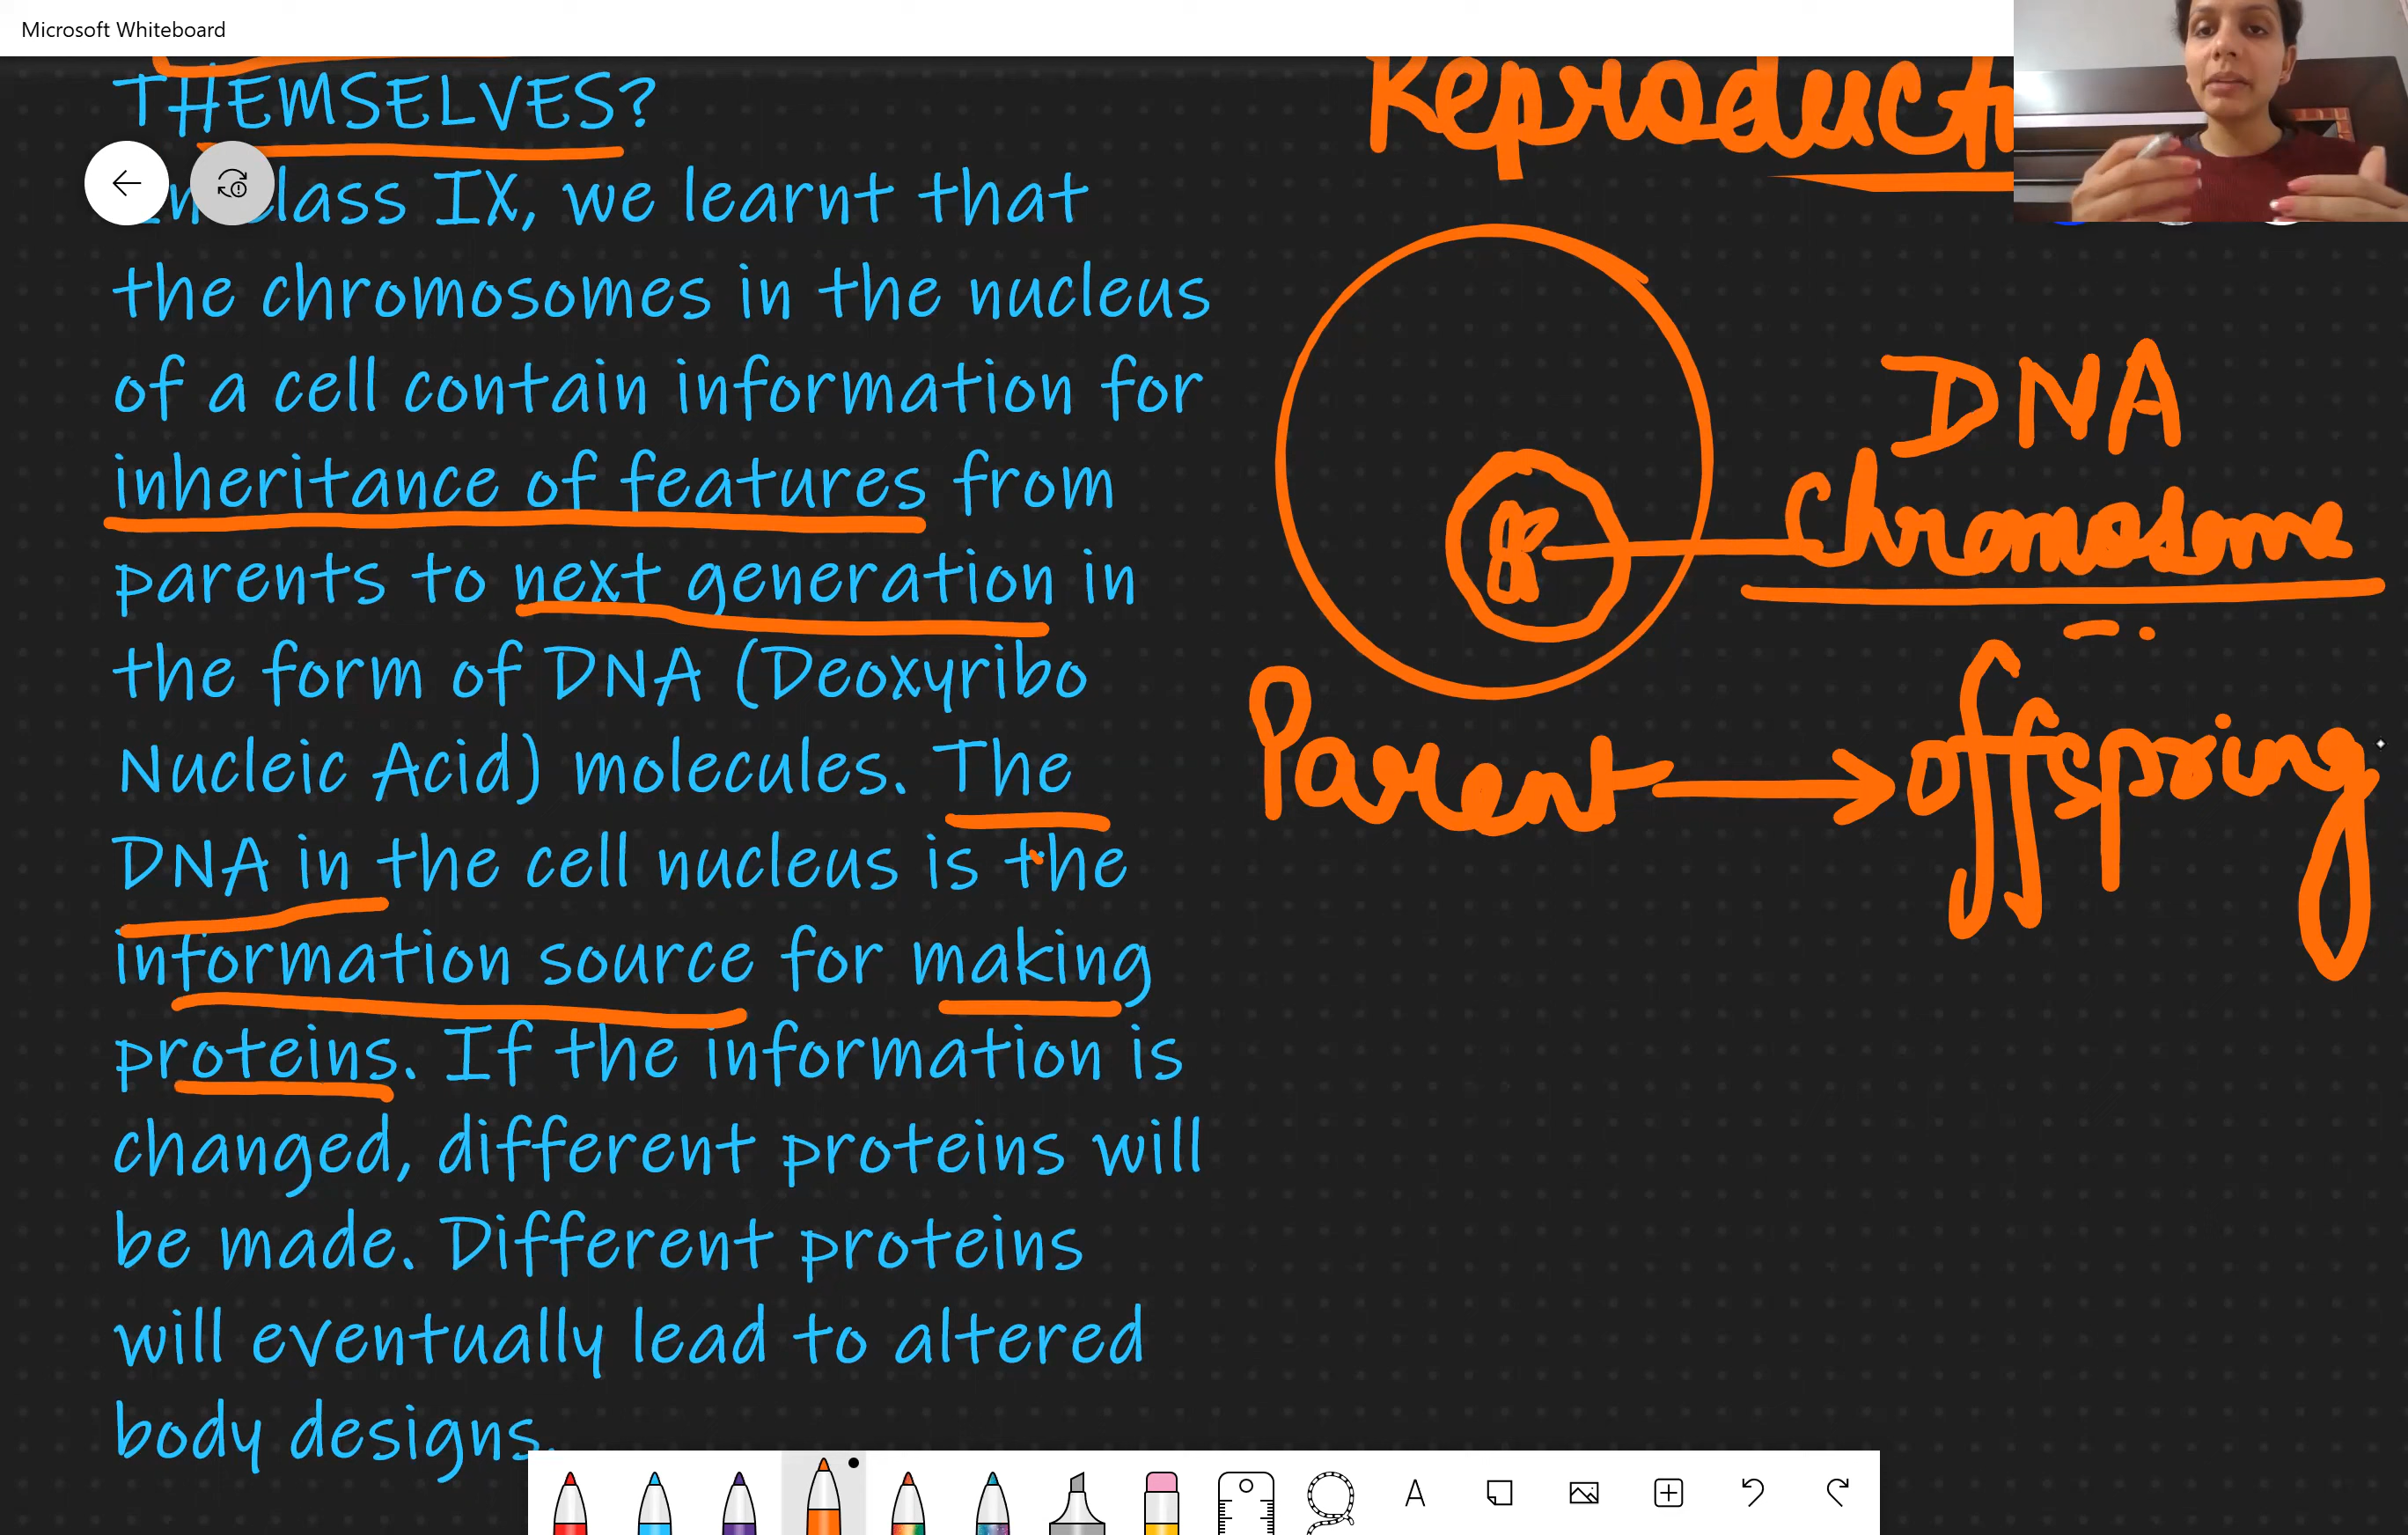 Microsoft Whiteboard
THEMSELVES?
In class IX, we learnt that
the chromosomes in the nucleus
of a cell contain information for
inheritance of features from
parents to next generation in
the form of DNA (Deoxyribo
Nucleic Acid) molecules. The
DNA in the cell nucleus is the
information source for making
proteins. If the information is
changed, different proteins will
be made. Different proteins
will eventually lead to altered
body designs.
Reproduct
DNA
Chromosome
Parent → offspring